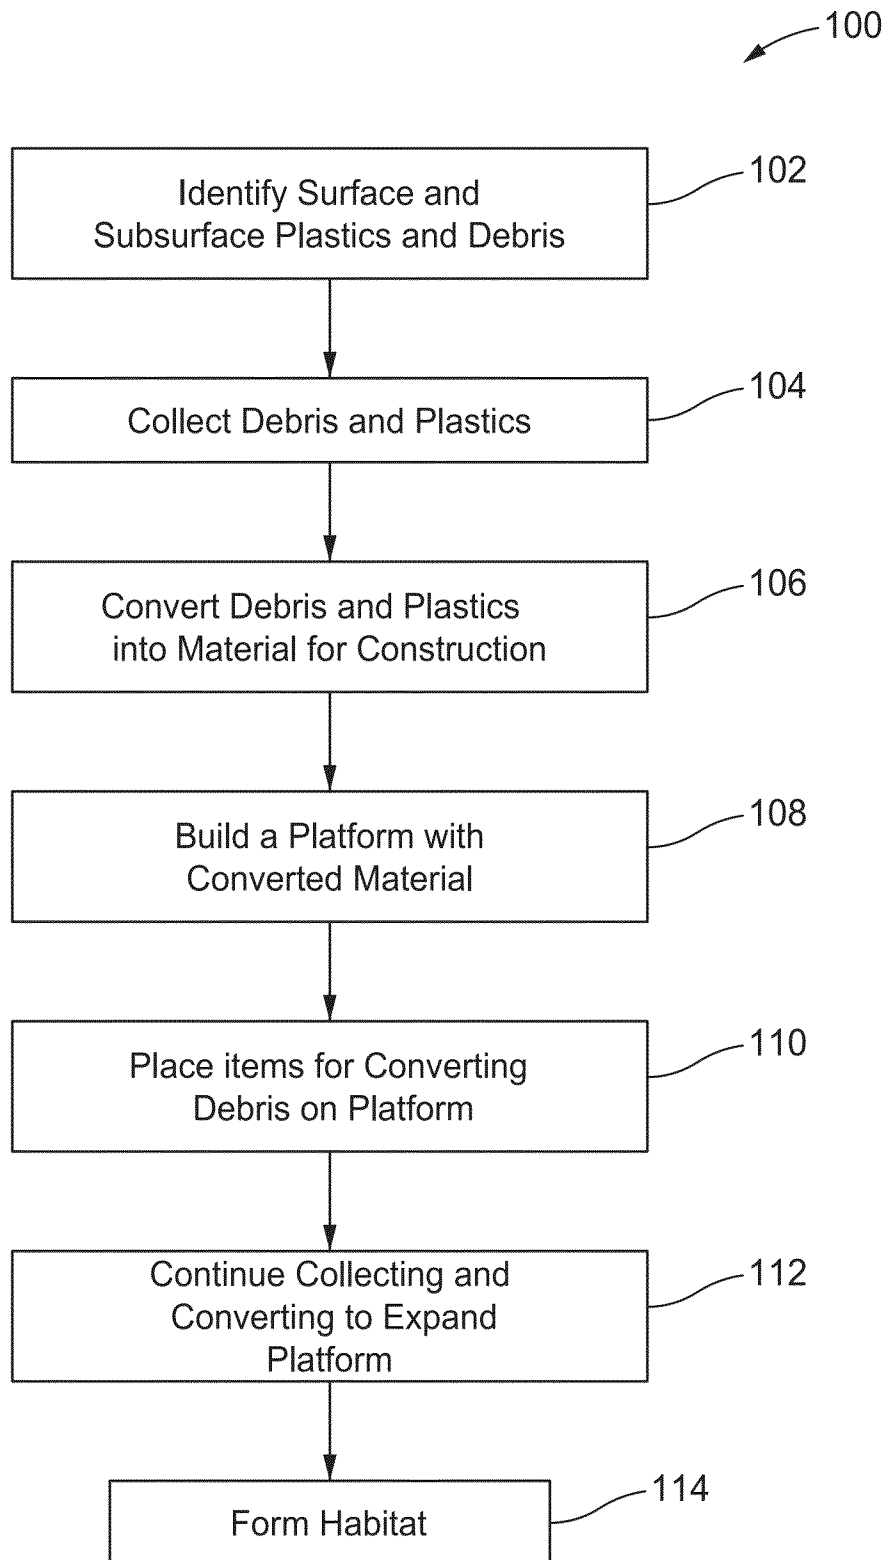 100
102
Identify Surface and
Subsurface Plastics and Debris
104
Collect Debris and Plastics
106
Convert Debris and Plastics
into Material for Construction
108
Build a Platform with
Converted Material
110
Place items for Converting
Debris on Platform
112
Continue Collecting and
Converting to Expand
Platform
114
Form Habitat